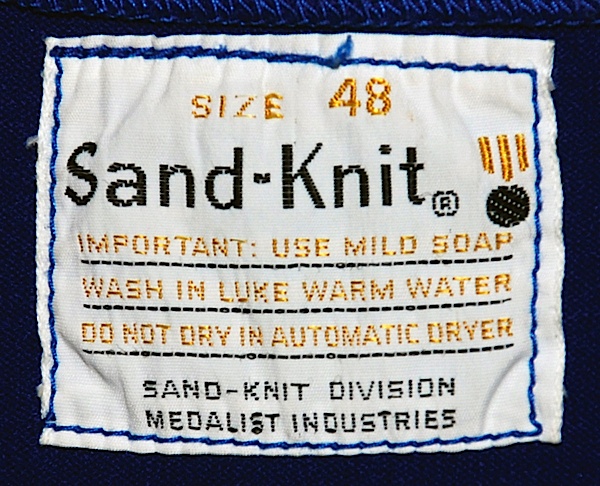 SIZE 48
Sand-Knit®
IMPORTANT: USE MILD SOAP
WASH IN LUKE WARM WATER
DO NOT DRY IN AUTOMATIC DRYER
SAND-KNIT DIVISION
MEDALIST INDUSTRIES